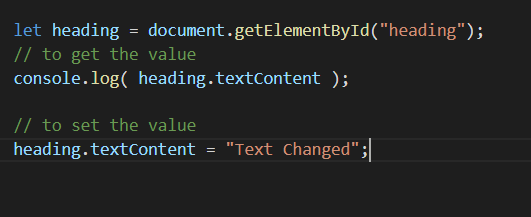 let heading = document.getElementById("heading");
// to get the value
console.log( heading.textContent );
// to set the value
heading.textContent = "Text Changed";